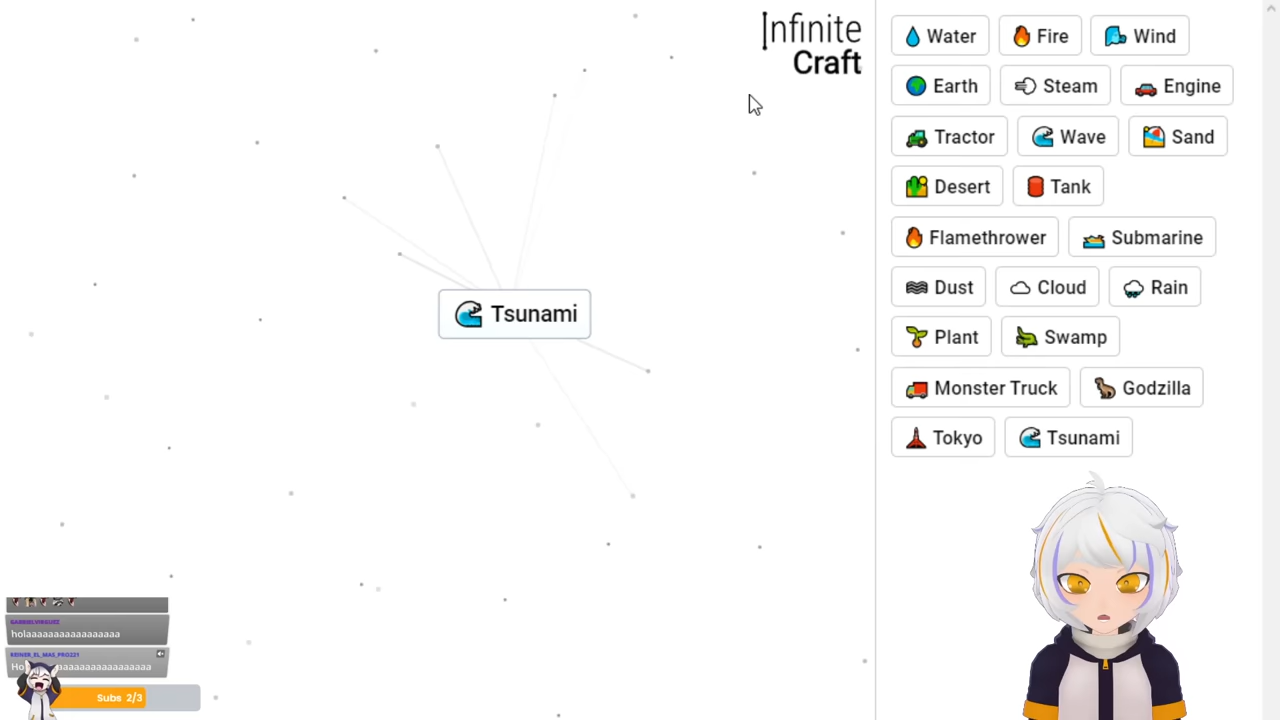 Infinite
Craft
Water
Fire
Wind
Earth
Steam
Engine
Tractor
Wave
Sand
Desert
Tank
Flamethrower
Submarine
Dust
Cloud
Rain
Plant
Swamp
Monster Truck
Godzilla
Tokyo
Tsunami
Tsunami
holaaaaaaaaaaaaaaaaa
Subs 2/3